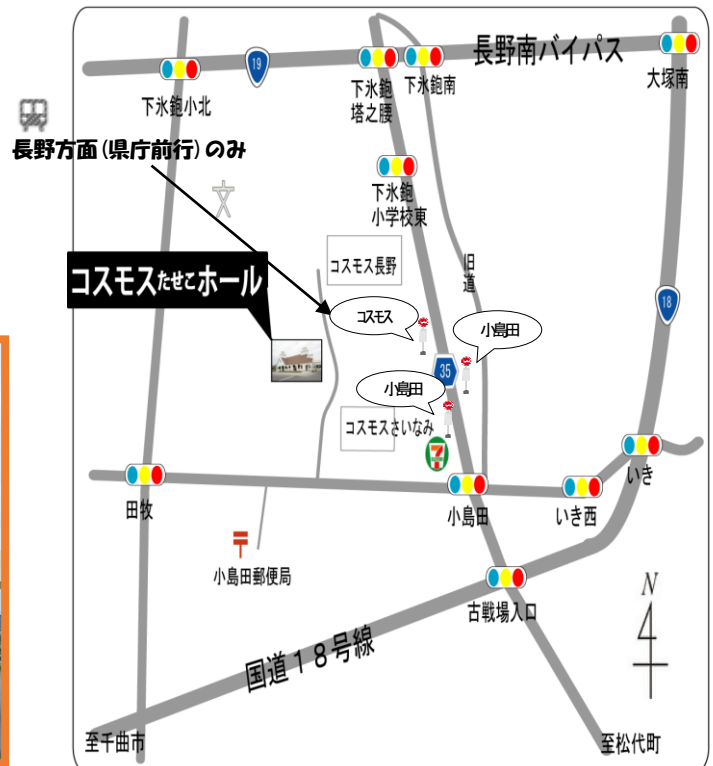 長野南バイパス
19
大塚南
下氷鉋小北
下氷鉋
塔之腰
下氷鉋南
長野方面(県庁前行)のみ
文
下氷鉋
小学校東
旧道
コスモス長野
コスモスたせこホール
18
コスモス
小島田
35
小島田
コスモスさいなみ
7
いき
田牧
小島田
いき西
〒
小島田郵便局
古戦場入口
N
国道18号線
至千曲市
至松代町